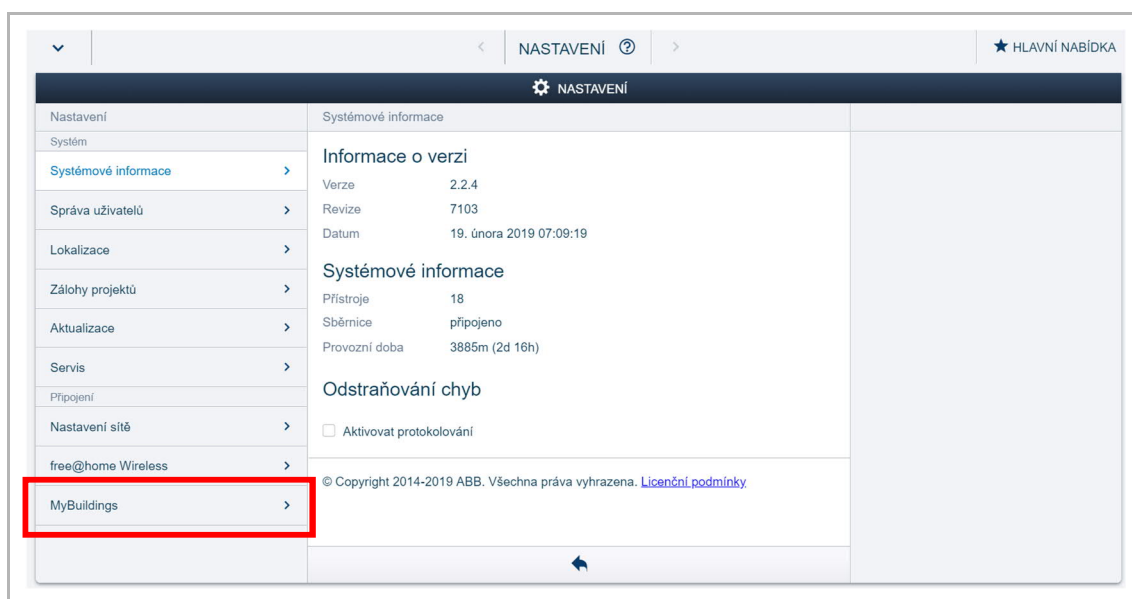 NASTAVENÍ
HLAVNÍ NABÍDKA
NASTAVENÍ
Nastavení
Systém
Systémové informace
Správa uživatelů
Lokalizace
Zálohy projektů
Aktualizace
Servis
Připojení
Nastavení sítě
free@home Wireless
MyBuildings
Systémové informace
Informace o verzi
Verze 2.2.4
Revize 7103
Datum 19. února 2019 07:09:19
Systémové informace
Přístroje 18
Sběrnice připojeno
Provozní doba 3885m (2d 16h)
Odstraňování chyb
Aktivovat protokolování
© Copyright 2014-2019 ABB. Všechna práva vyhrazena. Licenční podmínky